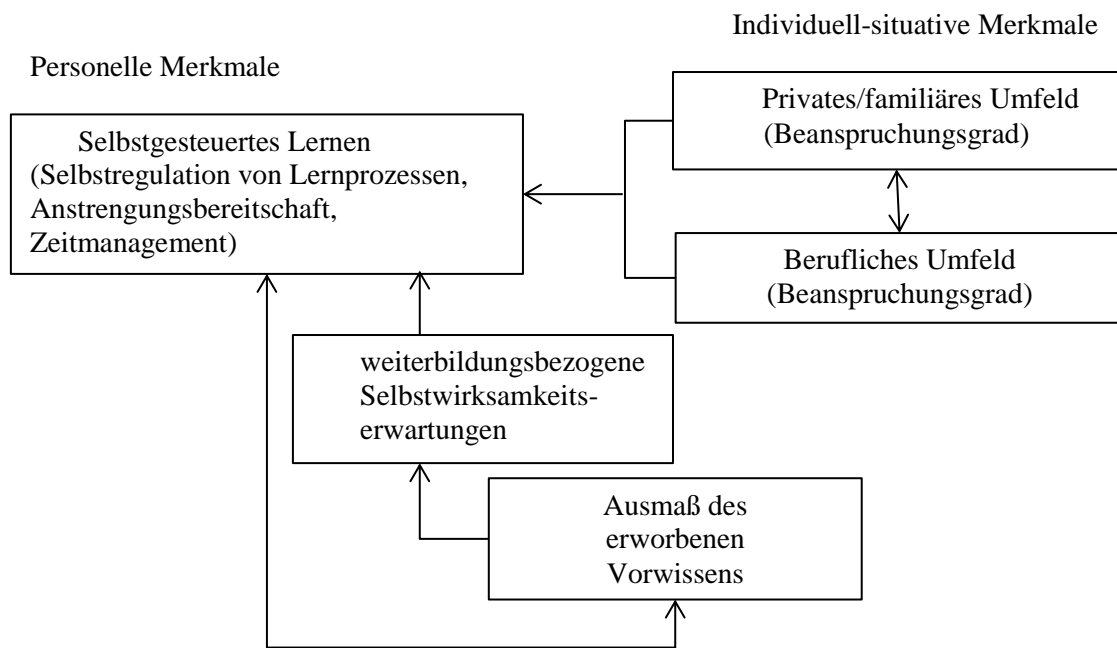 Individuell-situative Merkmale
Personelle Merkmale
Privates/familiäres Umfeld
(Beanspruchungsgrad)
Selbstgesteuertes Lernen
(Selbstregulation von Lernprozessen,
Anstrengungsbereitschaft,
Zeitmanagement)
Berufliches Umfeld
(Beanspruchungsgrad)
weiterbildungsbezogene
Selbstwirksamkeits-
erwartungen
Ausmaß des
erworbenen
Vorwissens